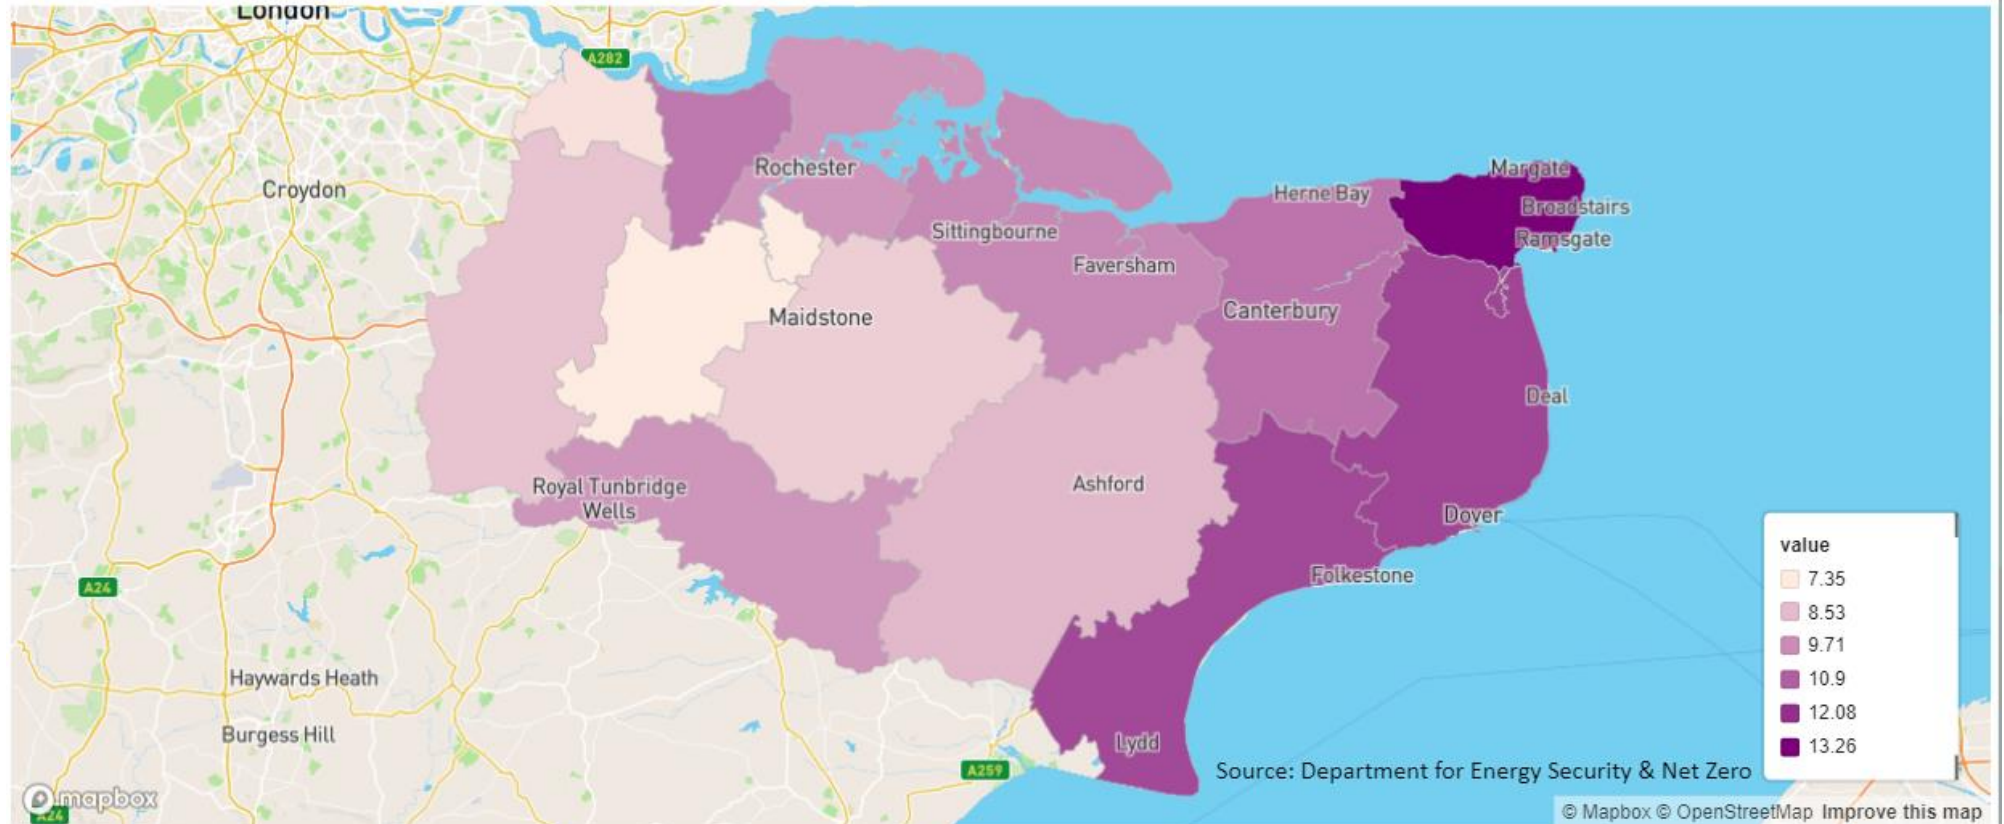 London
A282
Croydon
Rochester
Margate
Herne Bay
Broadstairs
Sittingbourne
Ramsgate
Faversham
Canterbury
Maidstone
Deal
Ashford
Royal Tunbridge
Wells
Dover
Folkestone
A24
Haywards Heath
Burgess Hill
Lydd
A259
value
7.35
8.53
9.71
10.9
12.08
13.26
Source: Department for Energy Security & Net Zero
mapbox
A24
© Mapbox © OpenStreetMap Improve this map